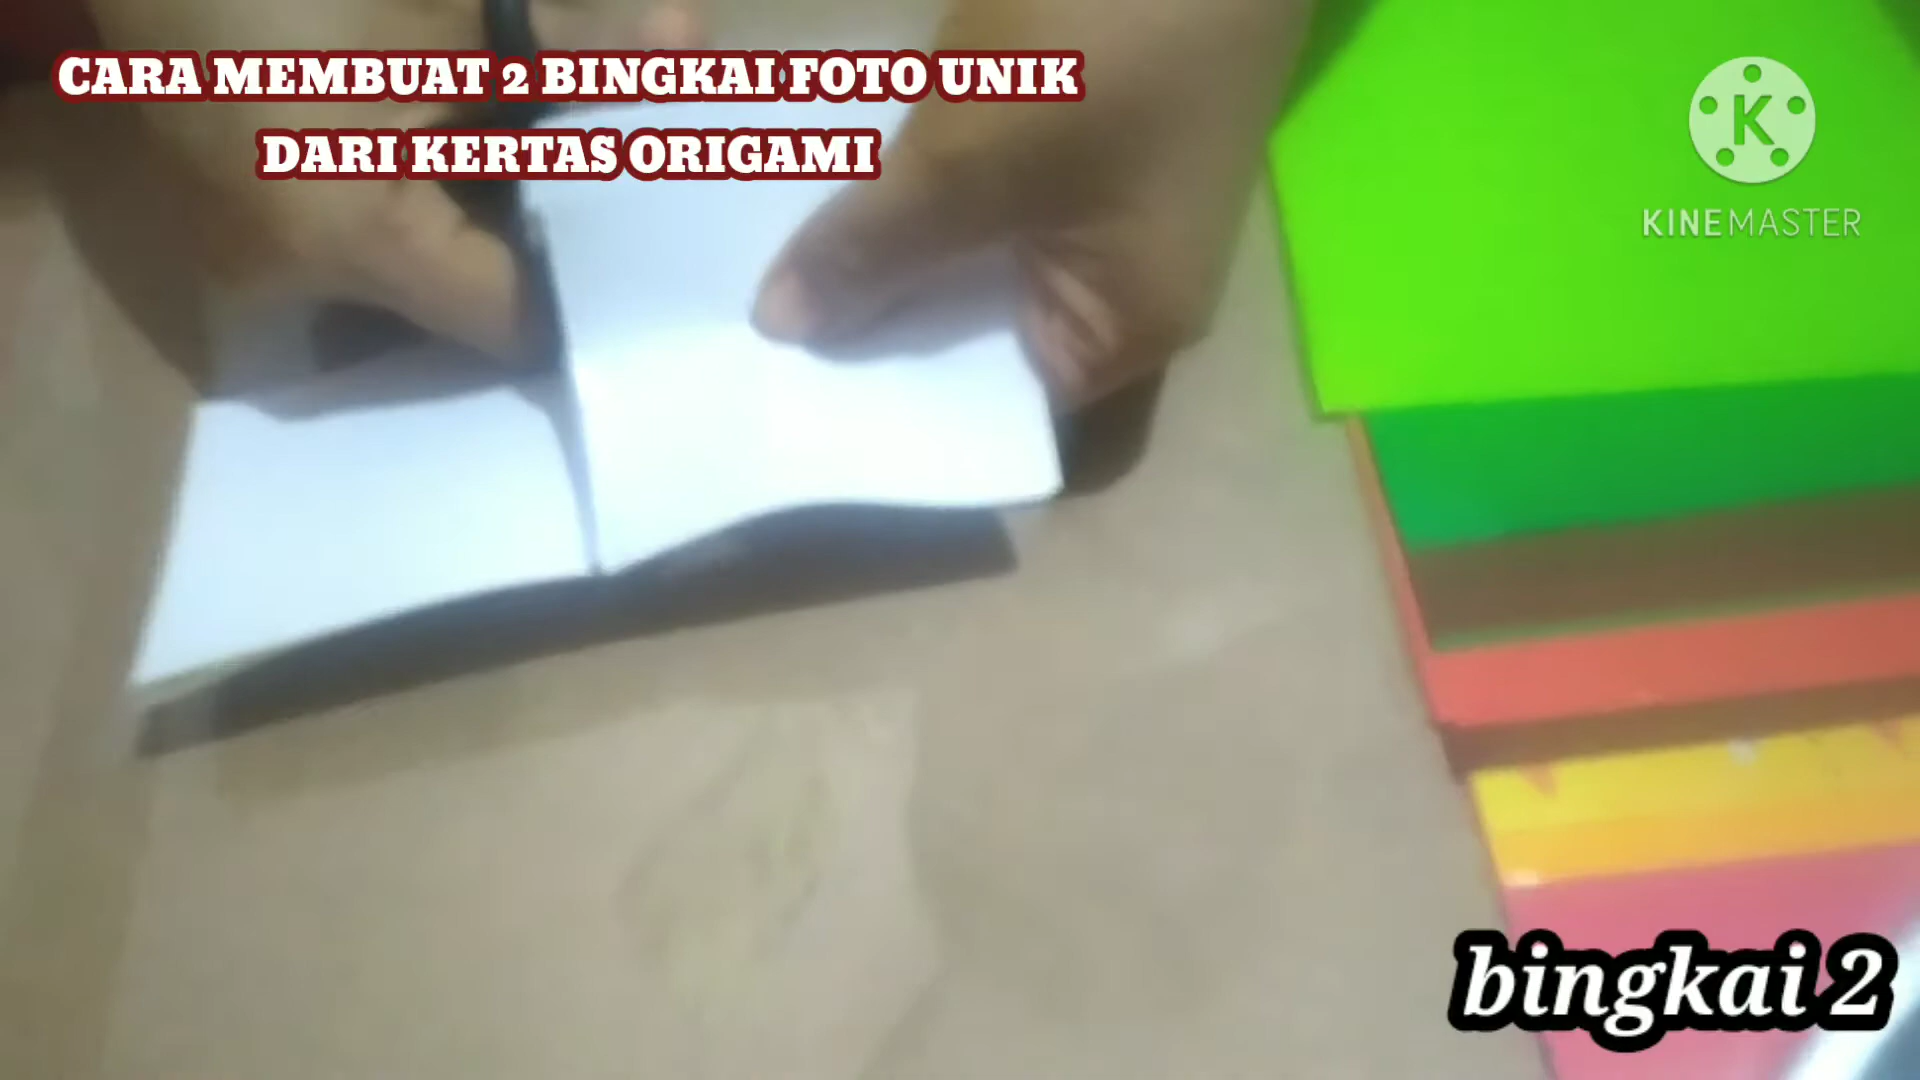 CARA MEMBUAT 2 BINGKAI FOTO UNIK
DARI KERTAS ORIGAMI
K
KINEMASTER
bingkai 2